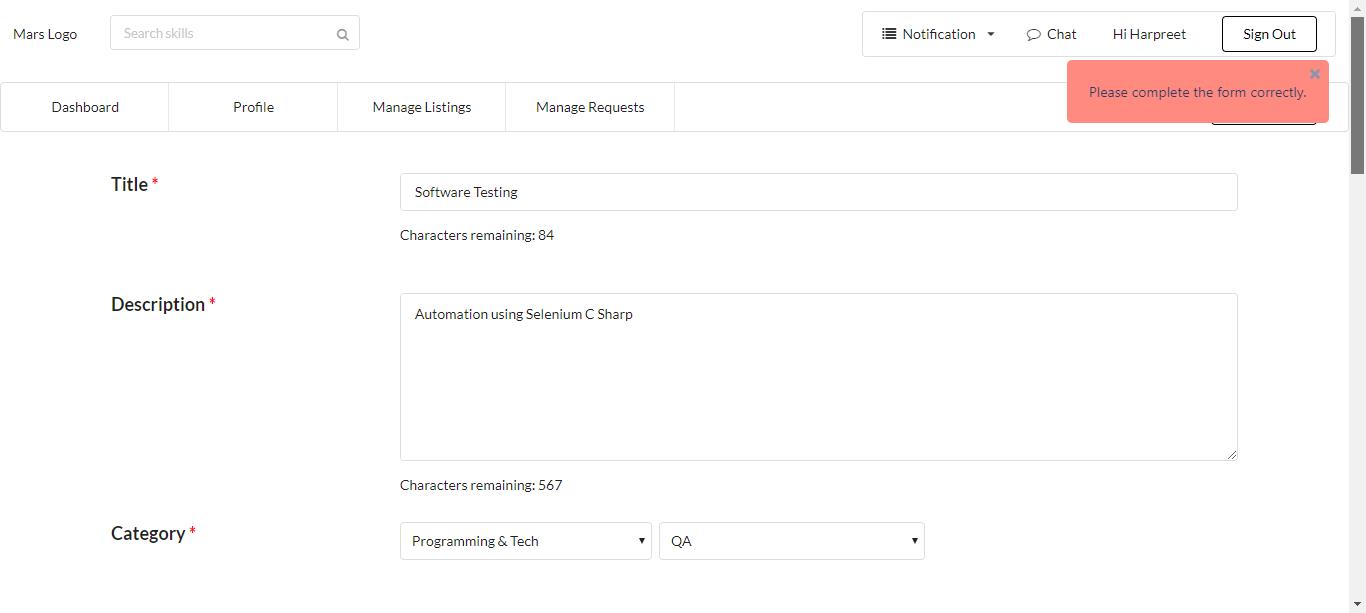 Mars Logo
Search skills
Notification
Chat
Hi Harpreet
Sign Out
Please complete the form correctly.
Dashboard
Profile
Manage Listings
Manage Requests
Title *
Software Testing
Characters remaining: 84
Description *
Automation using Selenium C Sharp
Characters remaining: 567
Category *
Programming & Tech
QA